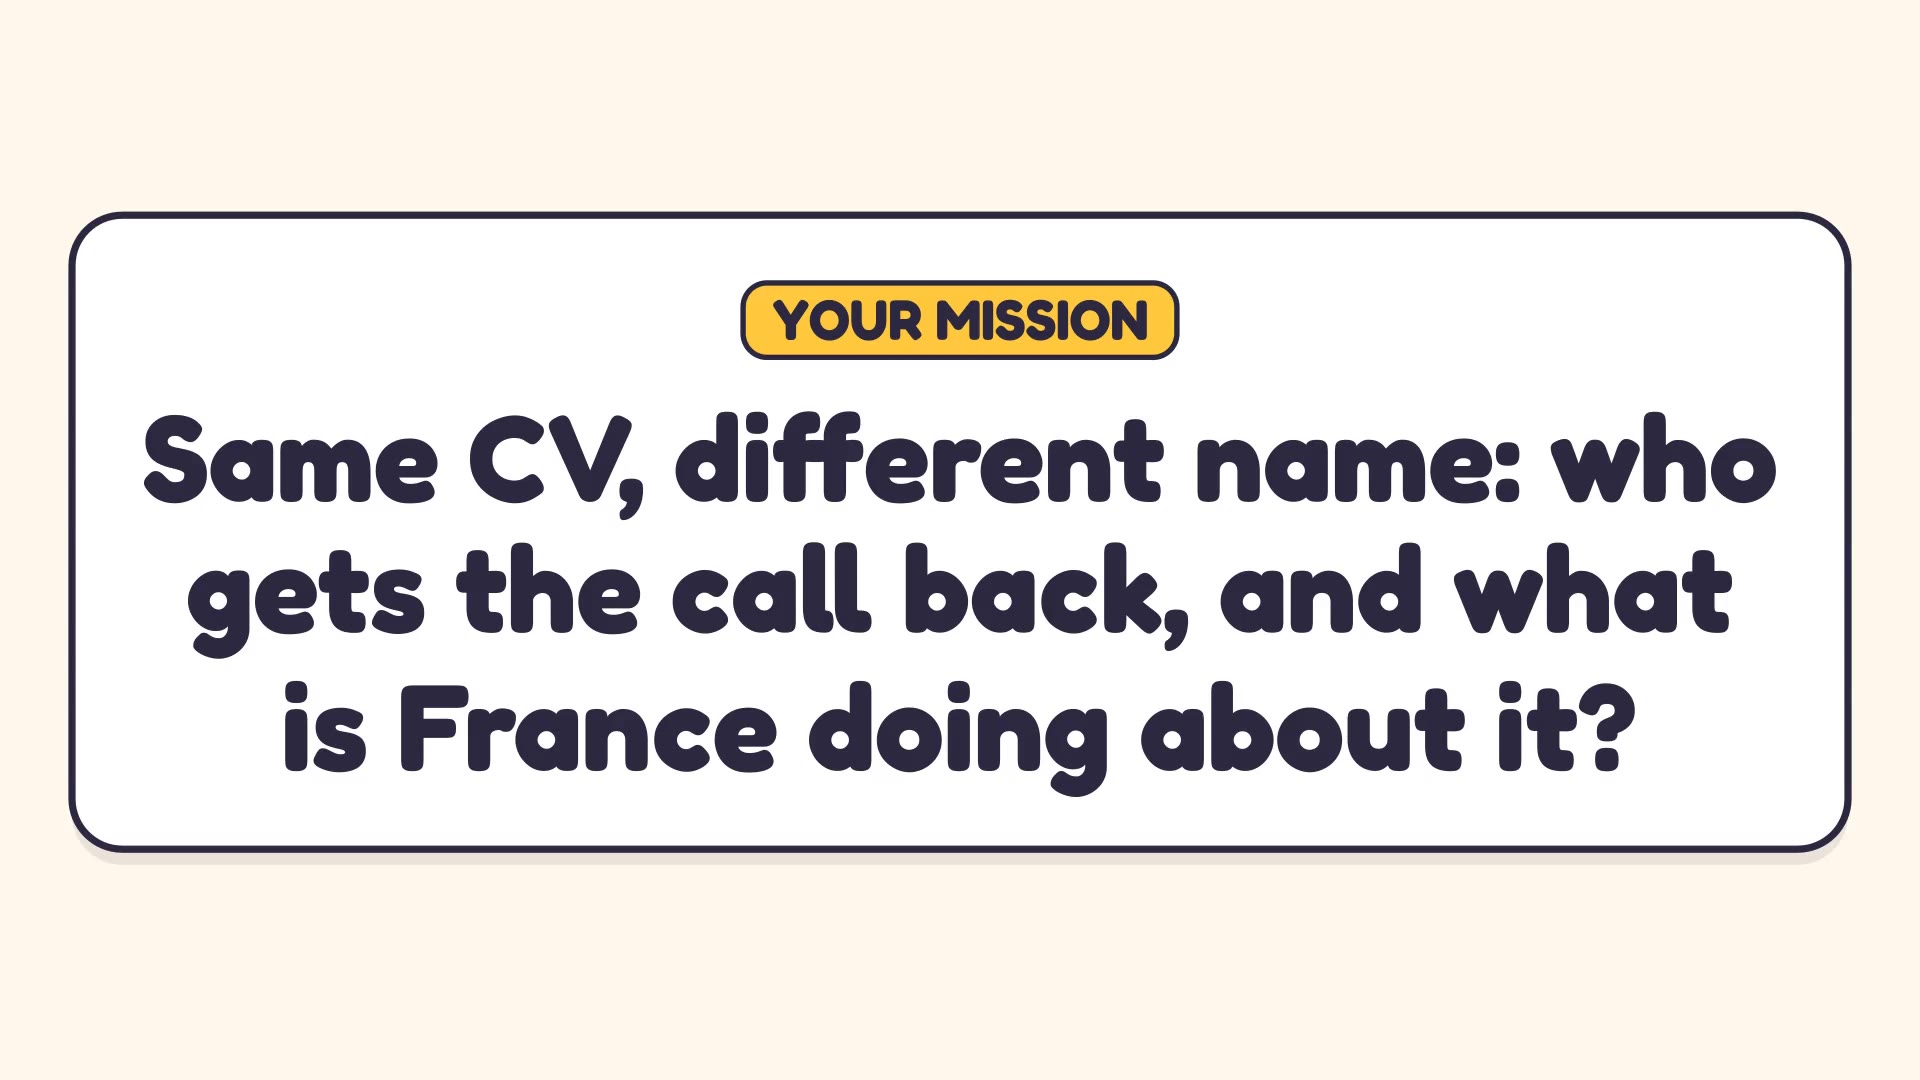 YOUR MISSION
Same CV, different name: who
gets the call back, and what
is France doing about it?